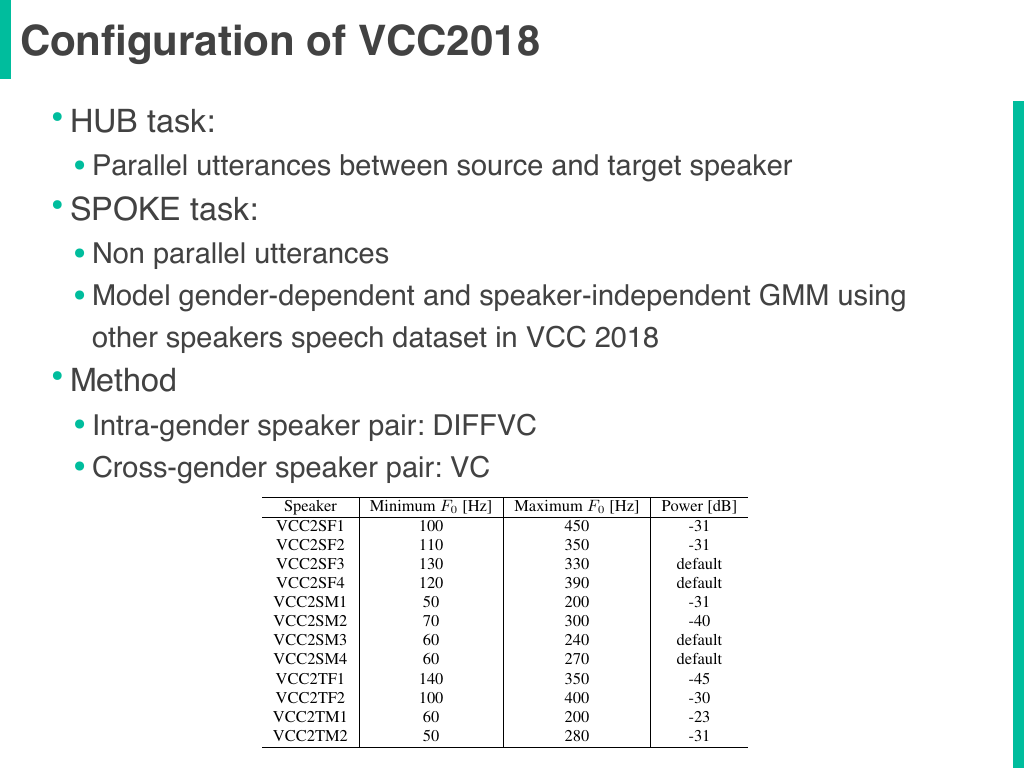 Configuration of VCC2018
• HUB task:
• Parallel utterances between source and target speaker
• SPOKE task:
• Non parallel utterances
• Model gender-dependent and speaker-independent GMM using
other speakers speech dataset in VCC 2018
• Method
• Intra-gender speaker pair: DIFFVC
• Cross-gender speaker pair: VC
Speaker Minimum F0 [Hz] Maximum F0 [Hz] Power [dB]
VCC2SF1 100 450 -31
VCC2SF2 110 350 -31
VCC2SF3 130 330 default
VCC2SF4 120 390 default
VCC2SM1 50 200 -31
VCC2SM2 70 300 -40
VCC2SM3 60 240 default
VCC2SM4 60 270 default
VCC2TF1 140 350 -45
VCC2TF2 100 400 -30
VCC2TM1 60 200 -23
VCC2TM2 50 280 -31